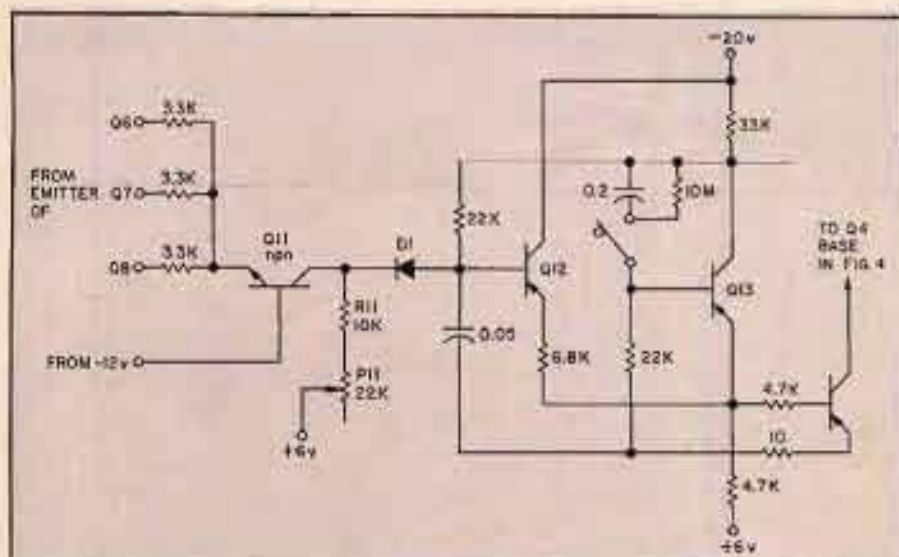 -20v
Q6
3.3K
33K
FROM
EMITTER
OF
Q7
3.3K
0.2
10M
22K
TO Q4
BASE
IN FIG. 4
Q8
3.3K
Q11
npn
D1
Q12
Q13
R11
10K
0.05
6.8K
22K
FROM -12v
P11
22K
4.7K
+6v
10
4.7K
+6v